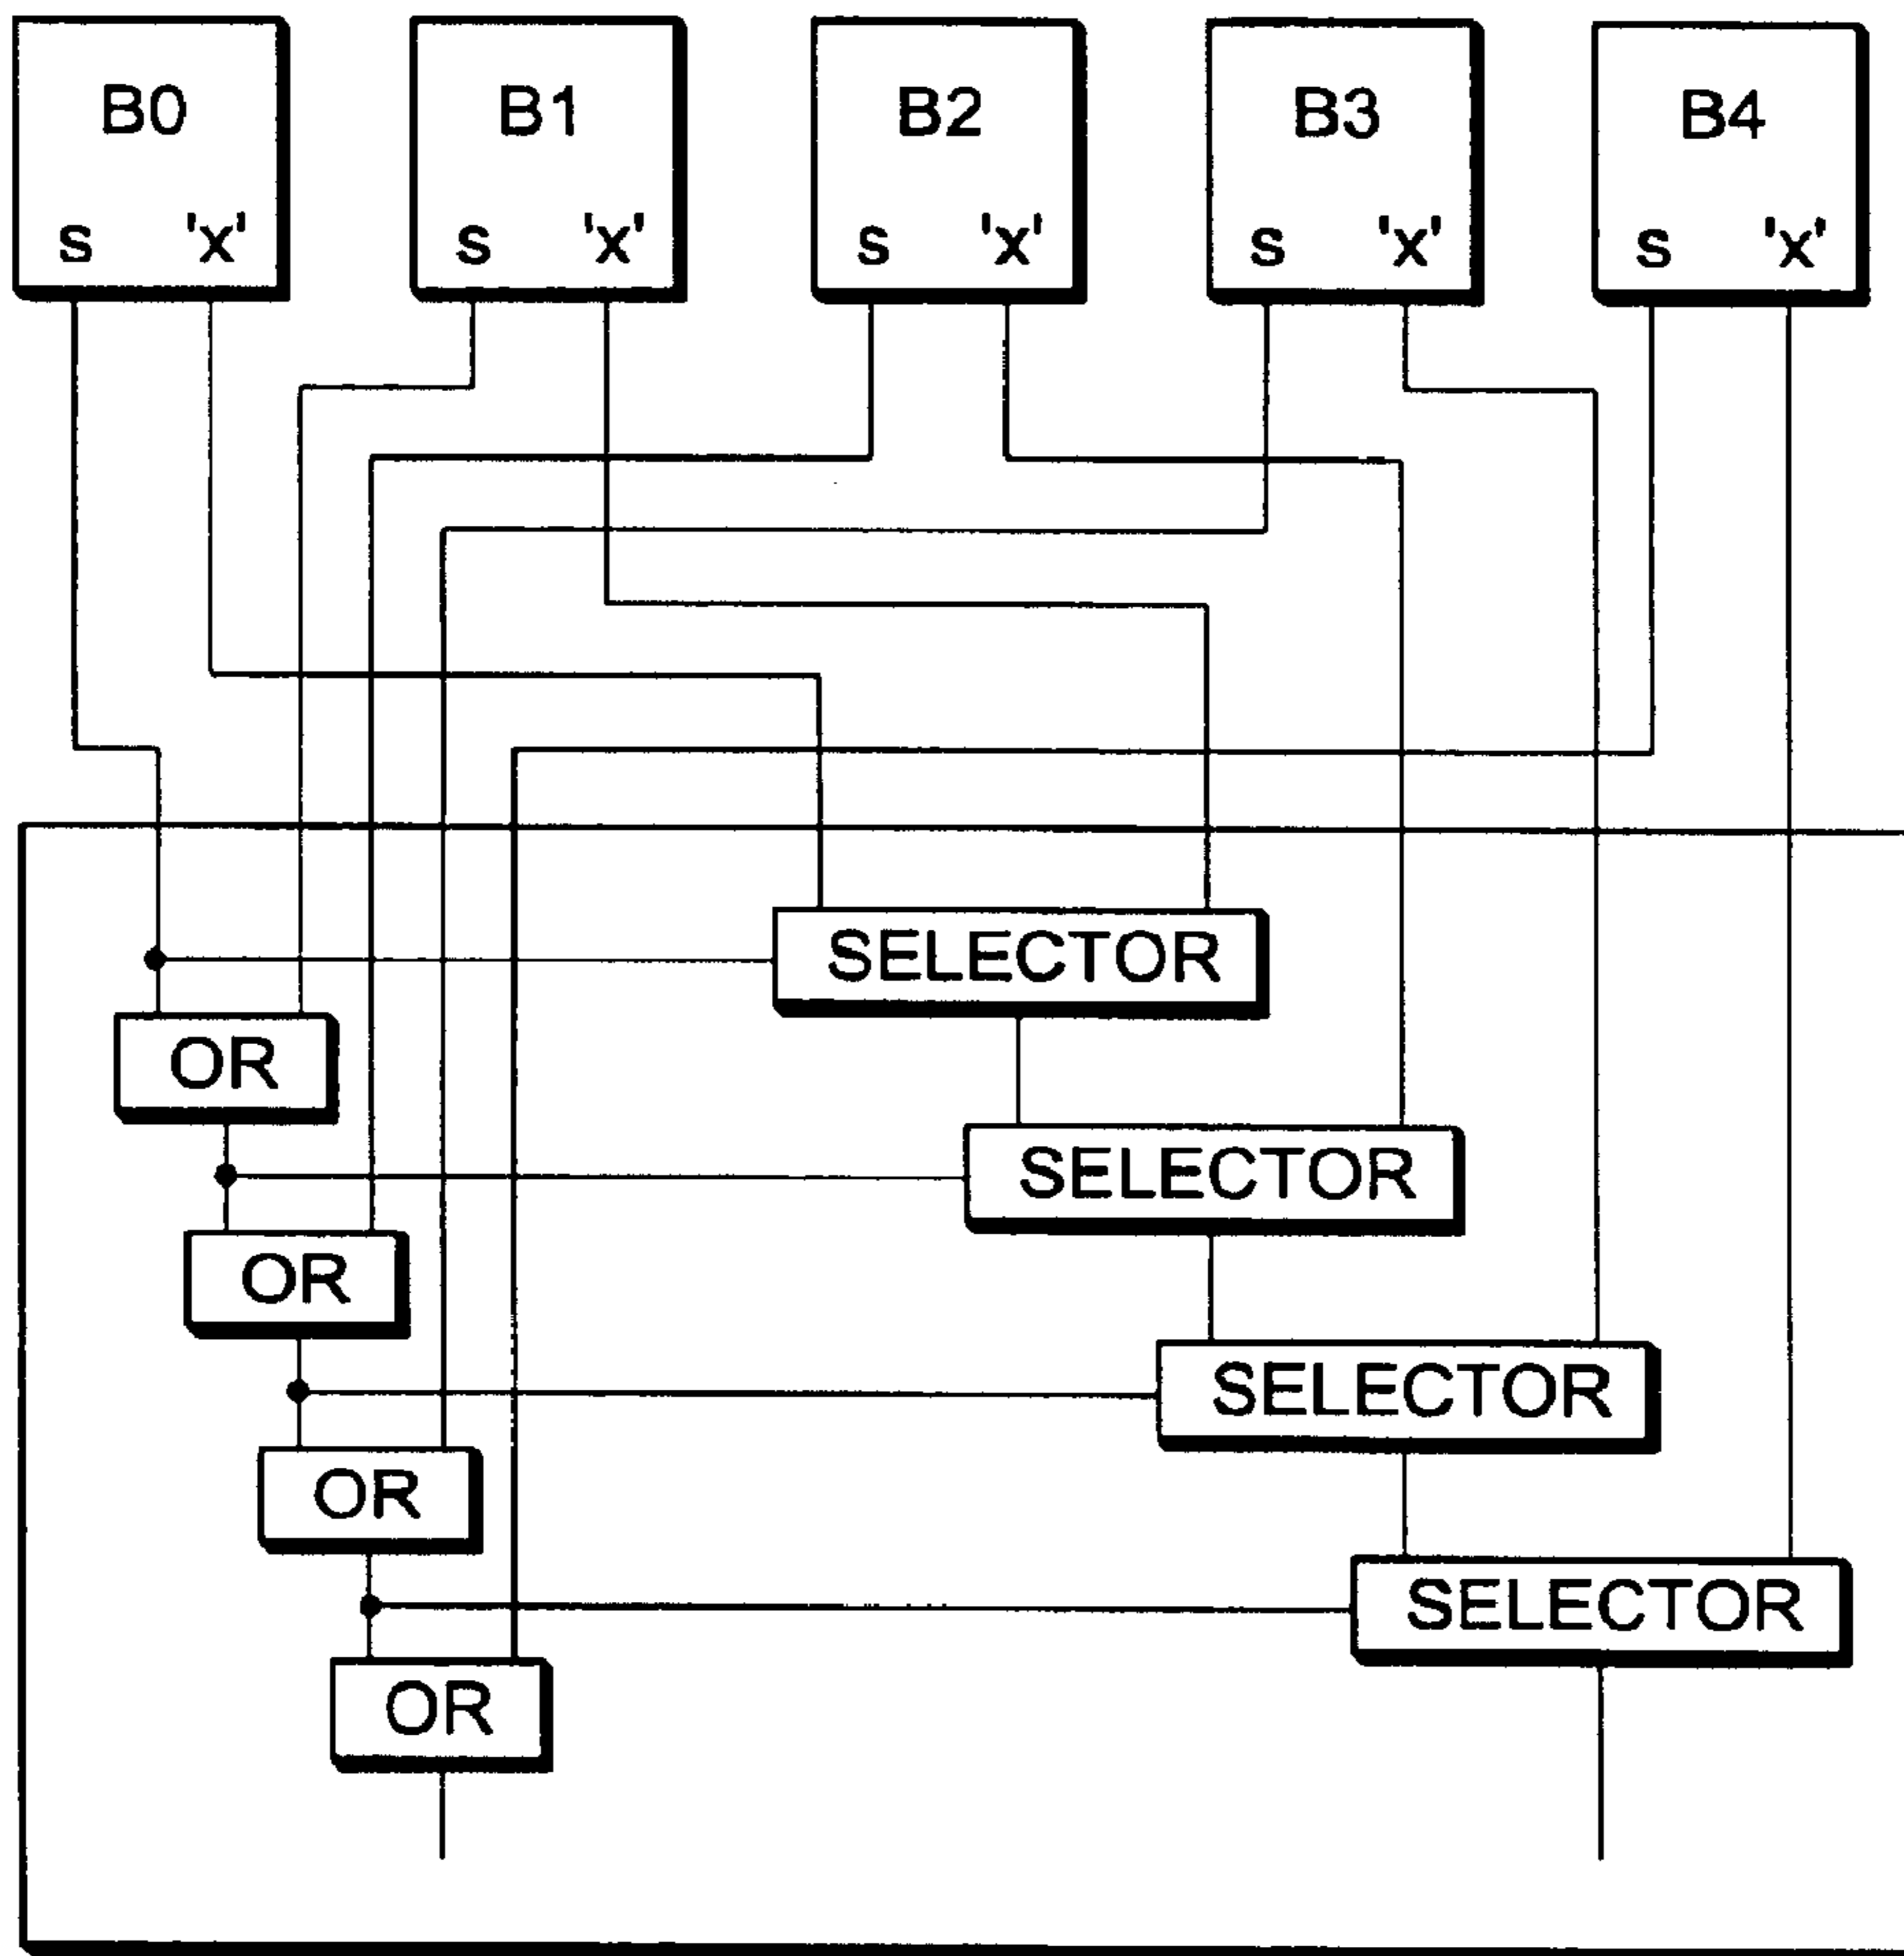 B0 B1 B2 B3 B4
s 'x' s 'x' s 'x' s 'x' s 'x'
SELECTOR
OR
SELECTOR
OR
SELECTOR
OR
SELECTOR
OR